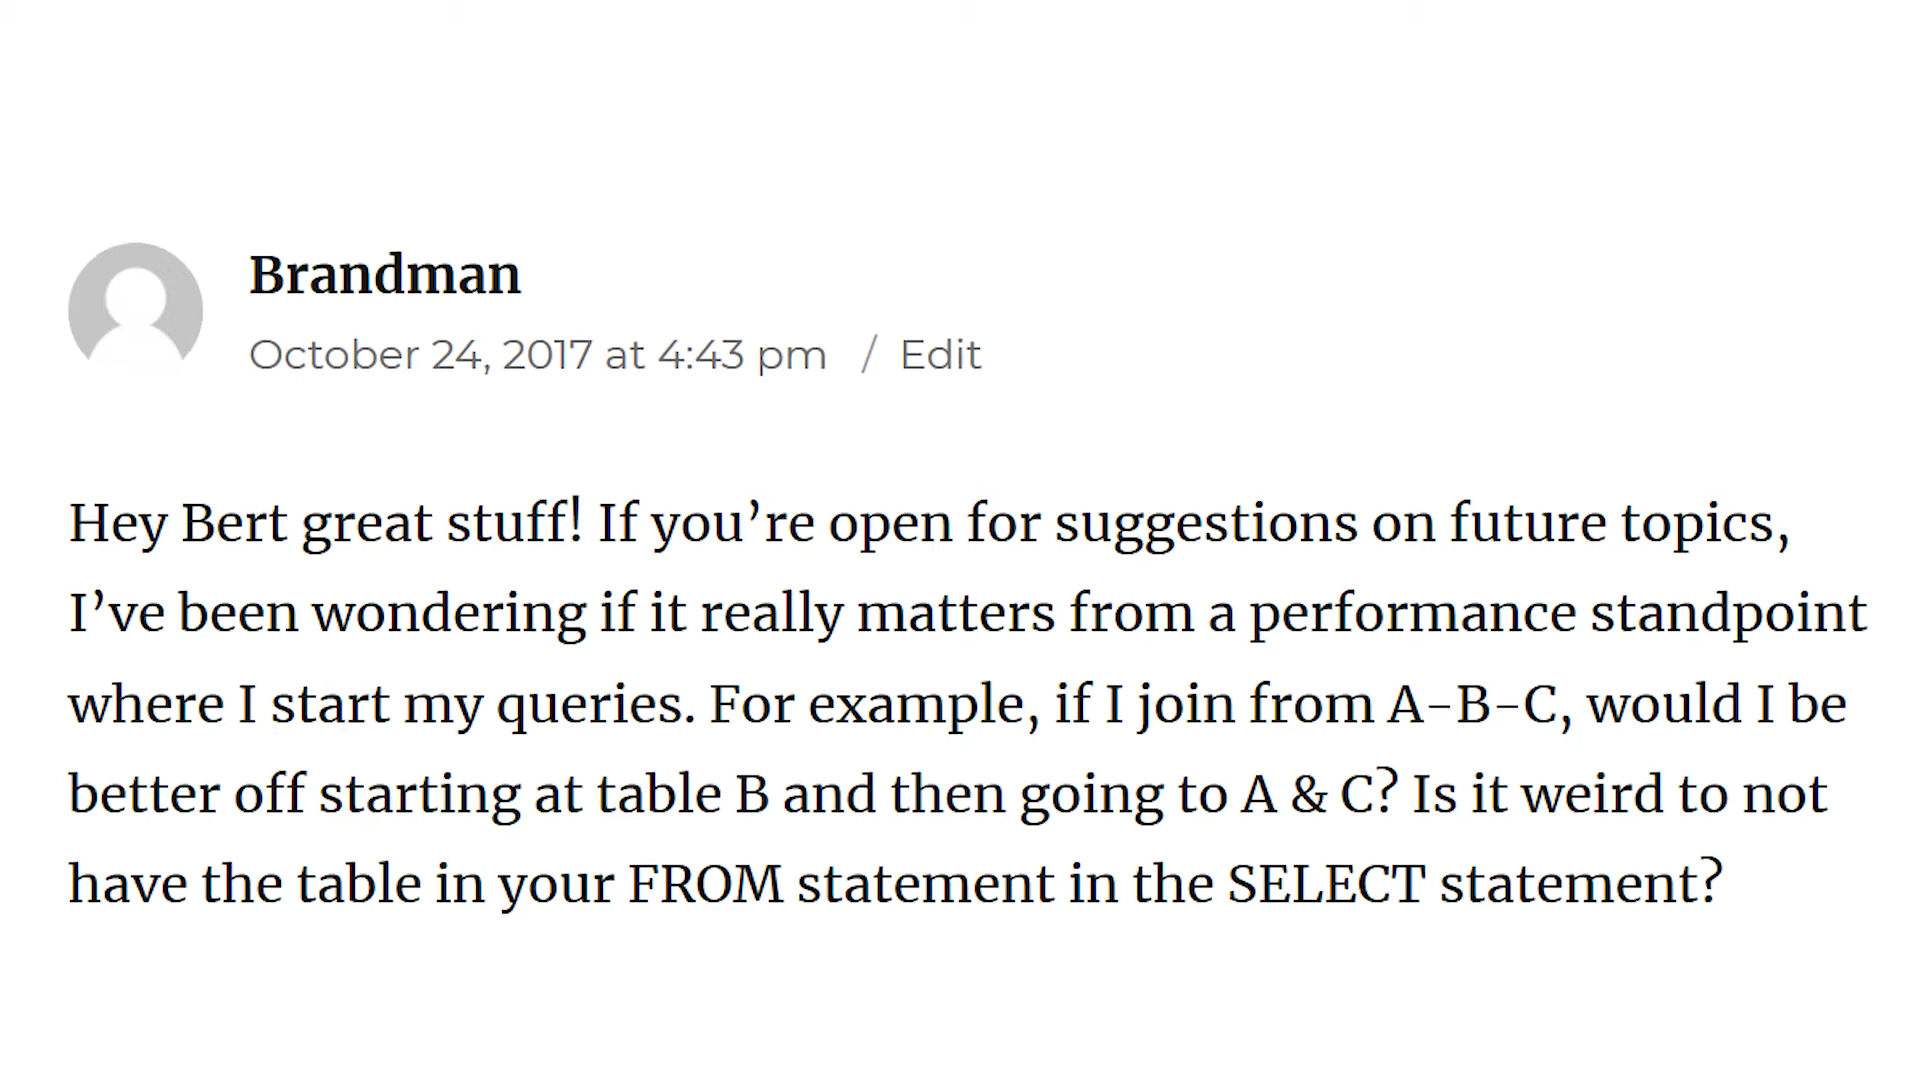 Brandman
October 24, 2017 at 4:43 pm / Edit
Hey Bert great stuff! If you’re open for suggestions on future topics,
I’ve been wondering if it really matters from a performance standpoint
where I start my queries. For example, if I join from A-B-C, would I be
better off starting at table B and then going to A & C? Is it weird to not
have the table in your FROM statement in the SELECT statement?